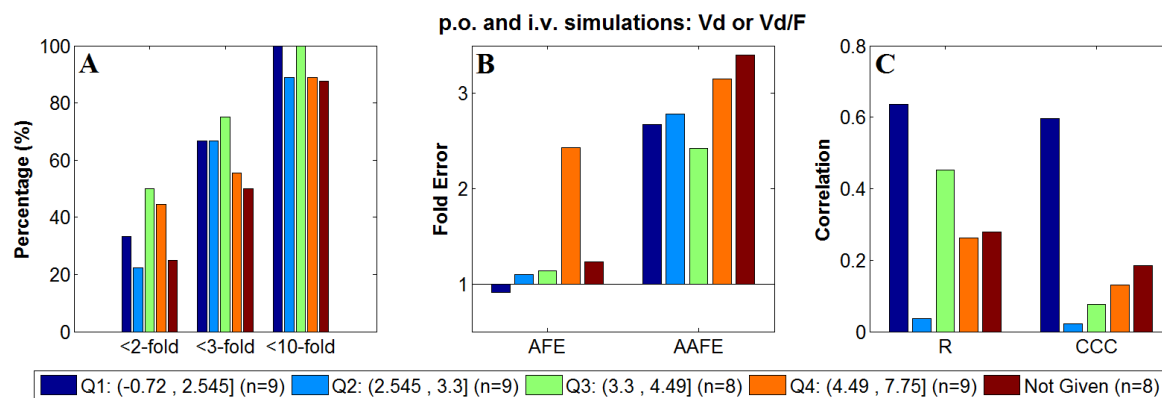 p.o. and i.v. simulations: Vd or Vd/F
A
Percentage (%)
100
80
60
40
20
0
<2-fold <3-fold <10-fold
B
Fold Error
3
2
1
AFE AAFE
C
Correlation
0.8
0.6
0.4
0.2
0
R CCC
Q1: (-0.72 , 2.545] (n=9) Q2: (2.545 , 3.3] (n=9) Q3: (3.3 , 4.49] (n=8) Q4: (4.49 , 7.75] (n=9) Not Given (n=8)